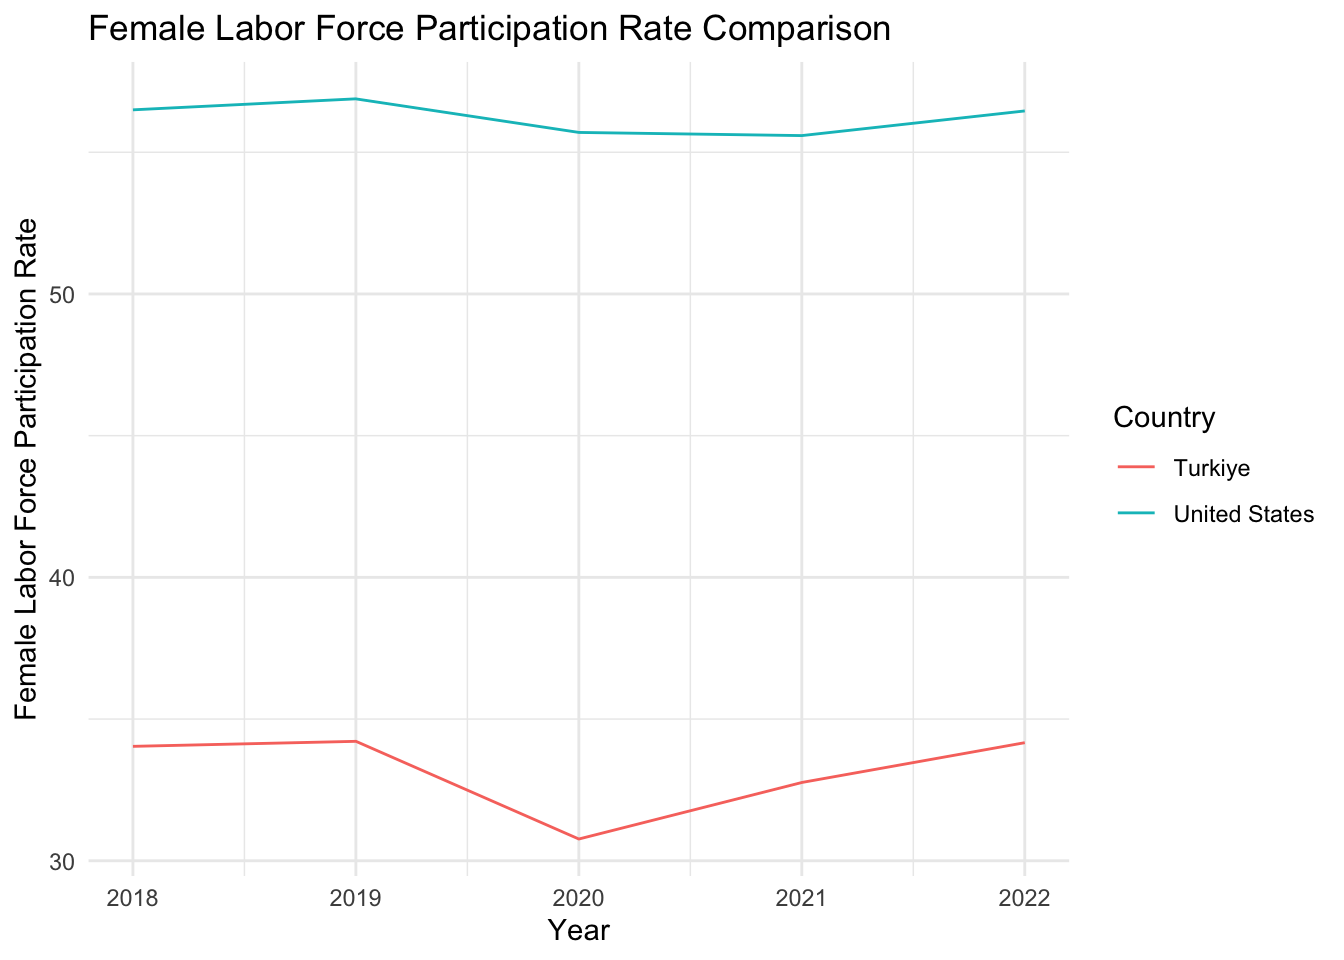 Female Labor Force Participation Rate Comparison
Female Labor Force Participation Rate
50
40
30
2018 2019 2020 2021 2022
Year
Country
Turkiye
United States